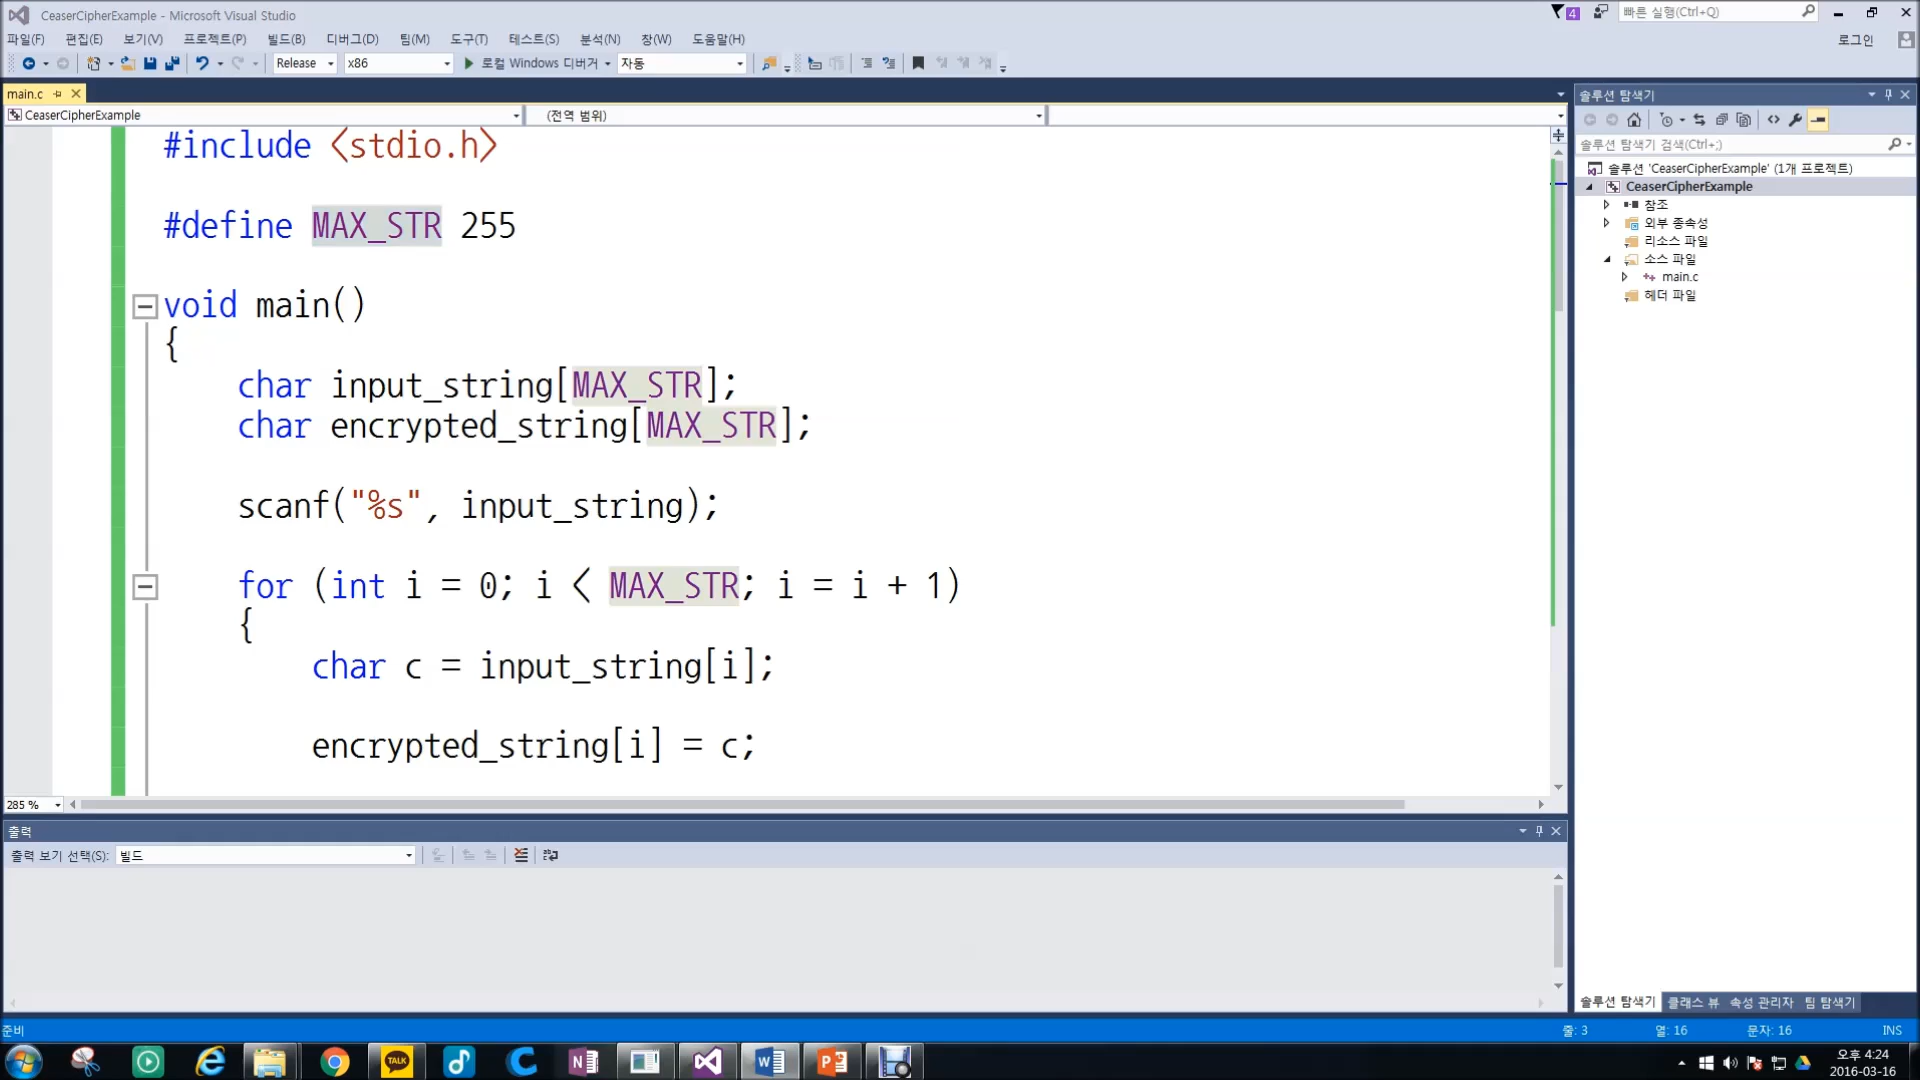 CeaserCipherExample - Microsoft Visual Studio
4
빠른 실행(Ctrl+Q)
파일(F) 편집(E) 보기(V) 프로젝트(P) 빌드(B) 디버그(D) 팀(M) 도구(T) 테스트(S) 분석(N) 창(W) 도움말(H)
로그인
Release x86 로컬 Windows 디버거 자동
main.c
CeaserCipherExample (전역 범위)
#include <stdio.h>
#define MAX_STR 255
void main()
{
char input_string[MAX_STR];
char encrypted_string[MAX_STR];
scanf("%s", input_string);
for (int i = 0; i < MAX_STR; i = i + 1)
{
char c = input_string[i];
encrypted_string[i] = c;
285 %
출력
출력 보기 선택(S): 빌드
솔루션 탐색기
솔루션 탐색기 검색(Ctrl+;)
솔루션 'CeaserCipherExample' (1개 프로젝트)
CeaserCipherExample
참조
외부 종속성
리소스 파일
소스 파일
main.c
헤더 파일
솔루션 탐색기 클래스 뷰 속성 관리자 팀 탐색기
준비
줄: 3 열: 16 문자: 16 INS
TALK
오후 4:24
2016-03-16